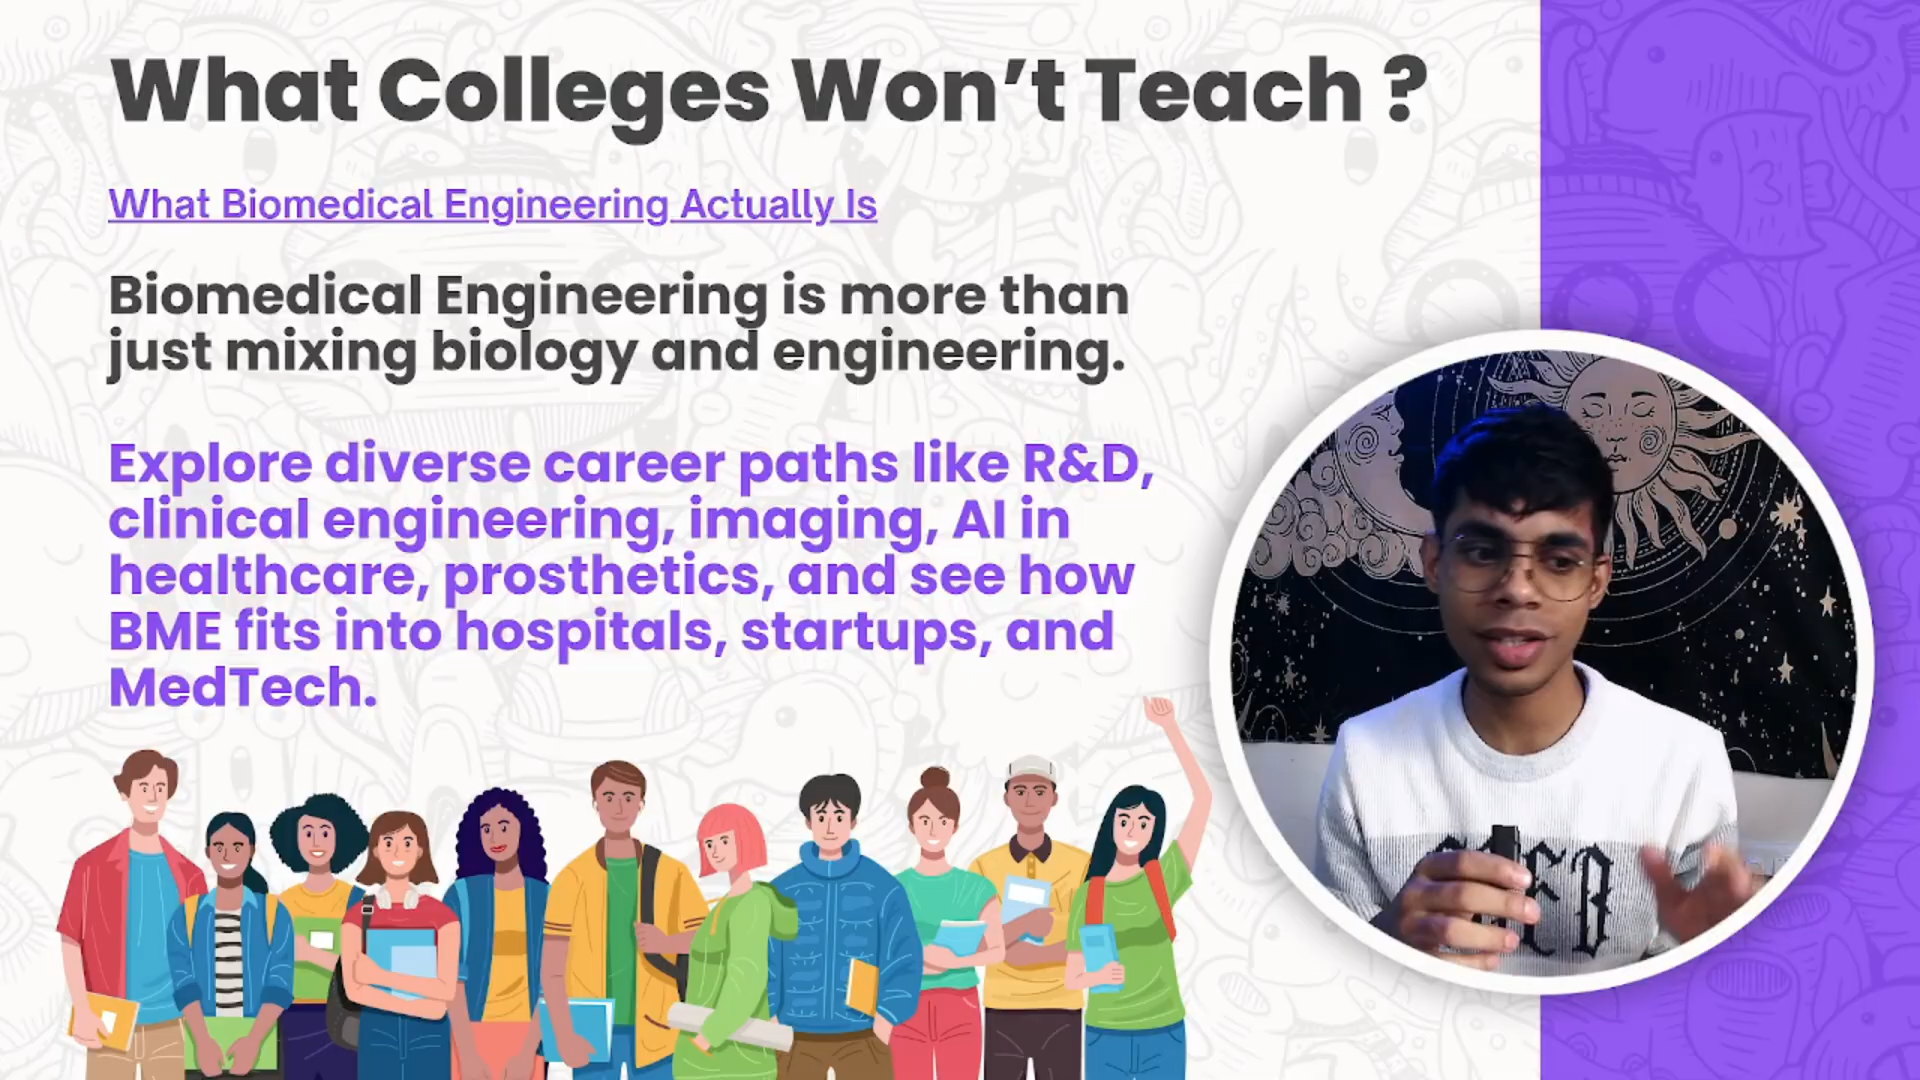 What Colleges Won’t Teach ?
What Biomedical Engineering Actually Is
Biomedical Engineering is more than
just mixing biology and engineering.
Explore diverse career paths like R&D,
clinical engineering, imaging, AI in
healthcare, prosthetics, and see how
BME fits into hospitals, startups, and
MedTech.